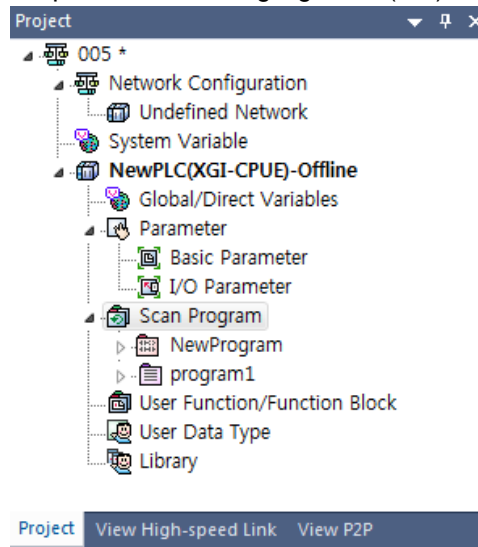 Project
005 *
Network Configuration
Undefined Network
System Variable
NewPLC(XGI-CPUE)-Offline
Global/Direct Variables
Parameter
Basic Parameter
I/O Parameter
Scan Program
NewProgram
program1
User Function/Function Block
User Data Type
Library
Project View High-speed Link View P2P